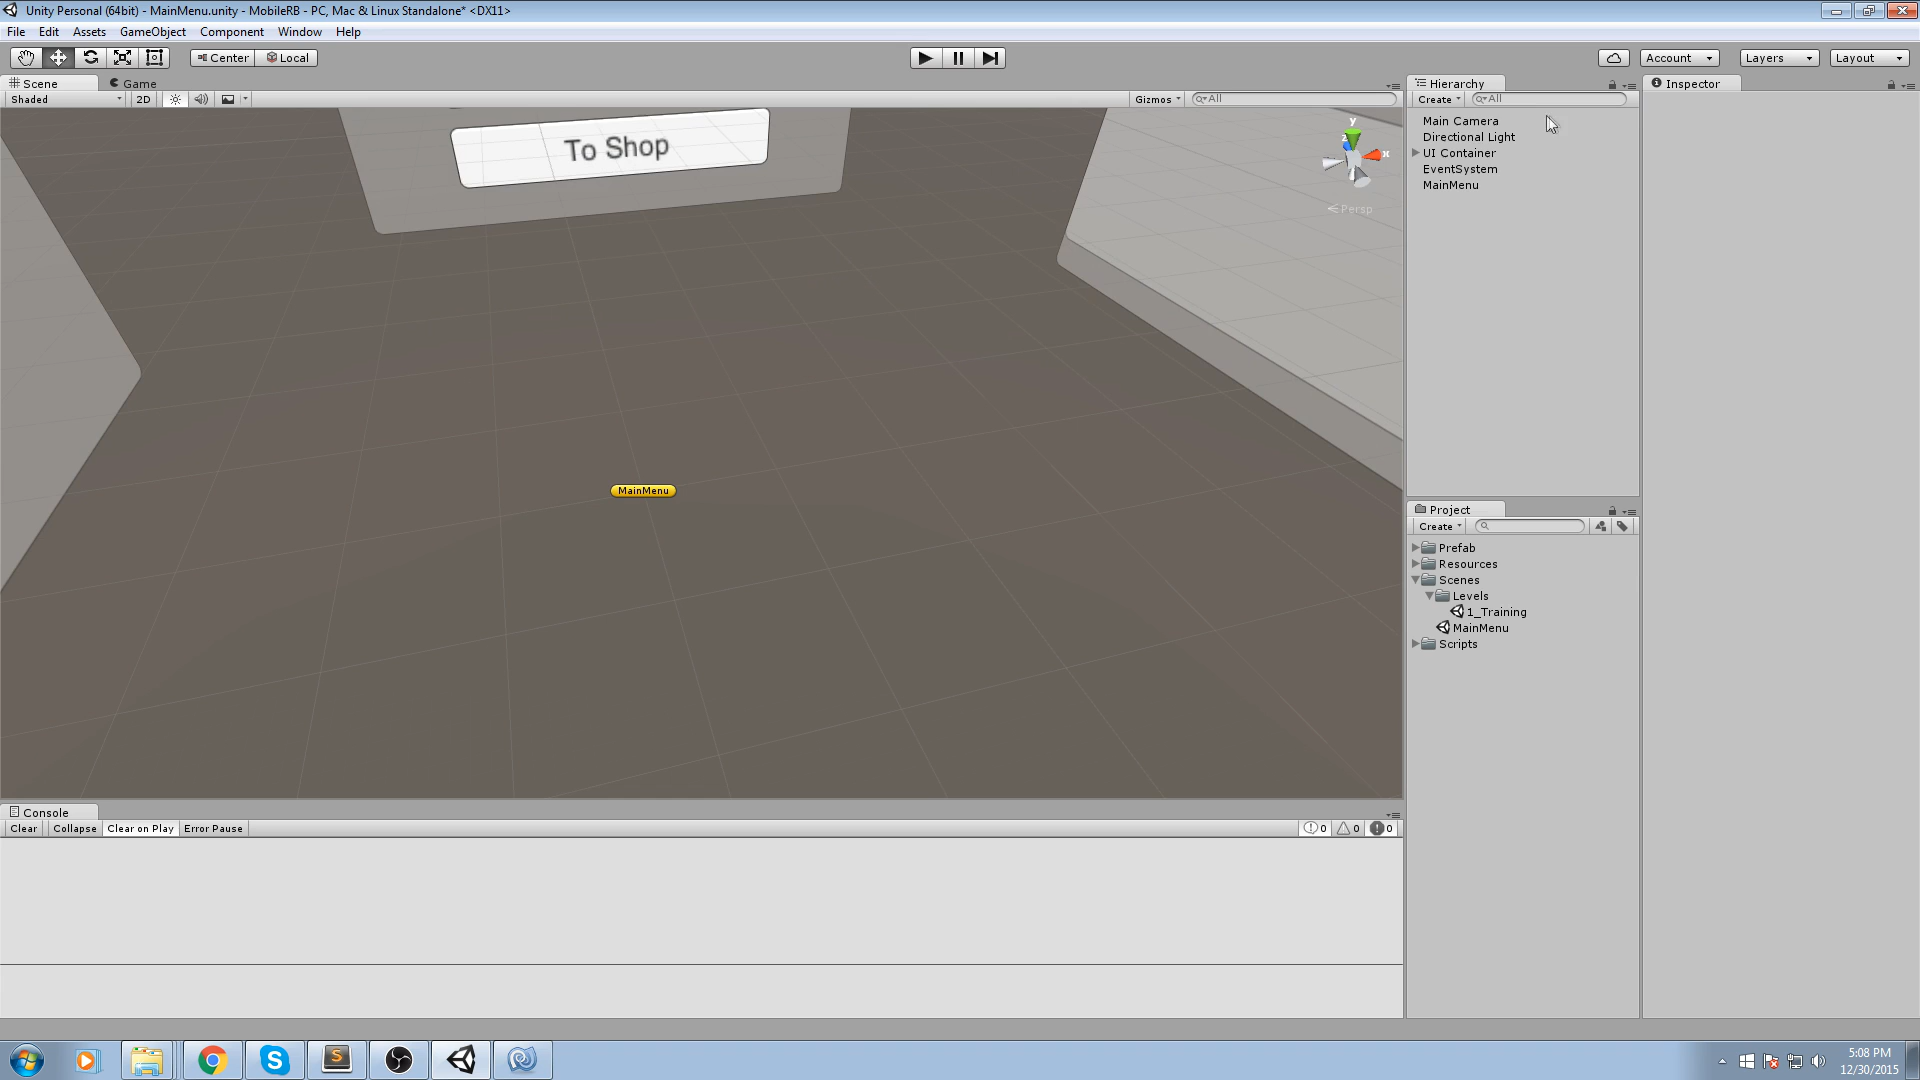 Unity Personal (64bit) - MainMenu.unity - MobileRB - PC, Mac & Linux Standalone* <DX11>
File Edit Assets GameObject Component Window Help
Center Local Account Layers Layout
Scene Game
Shaded 2D Gizmos All
To Shop
y
z
x
Persp
MainMenu
Hierarchy
Create All
Main Camera
Directional Light
UI Container
EventSystem
MainMenu
Inspector
Project
Create
Prefab
Resources
Scenes
Levels
1_Training
MainMenu
Scripts
Console
Clear Collapse Clear on Play Error Pause 0 0 0
5:08 PM
12/30/2015